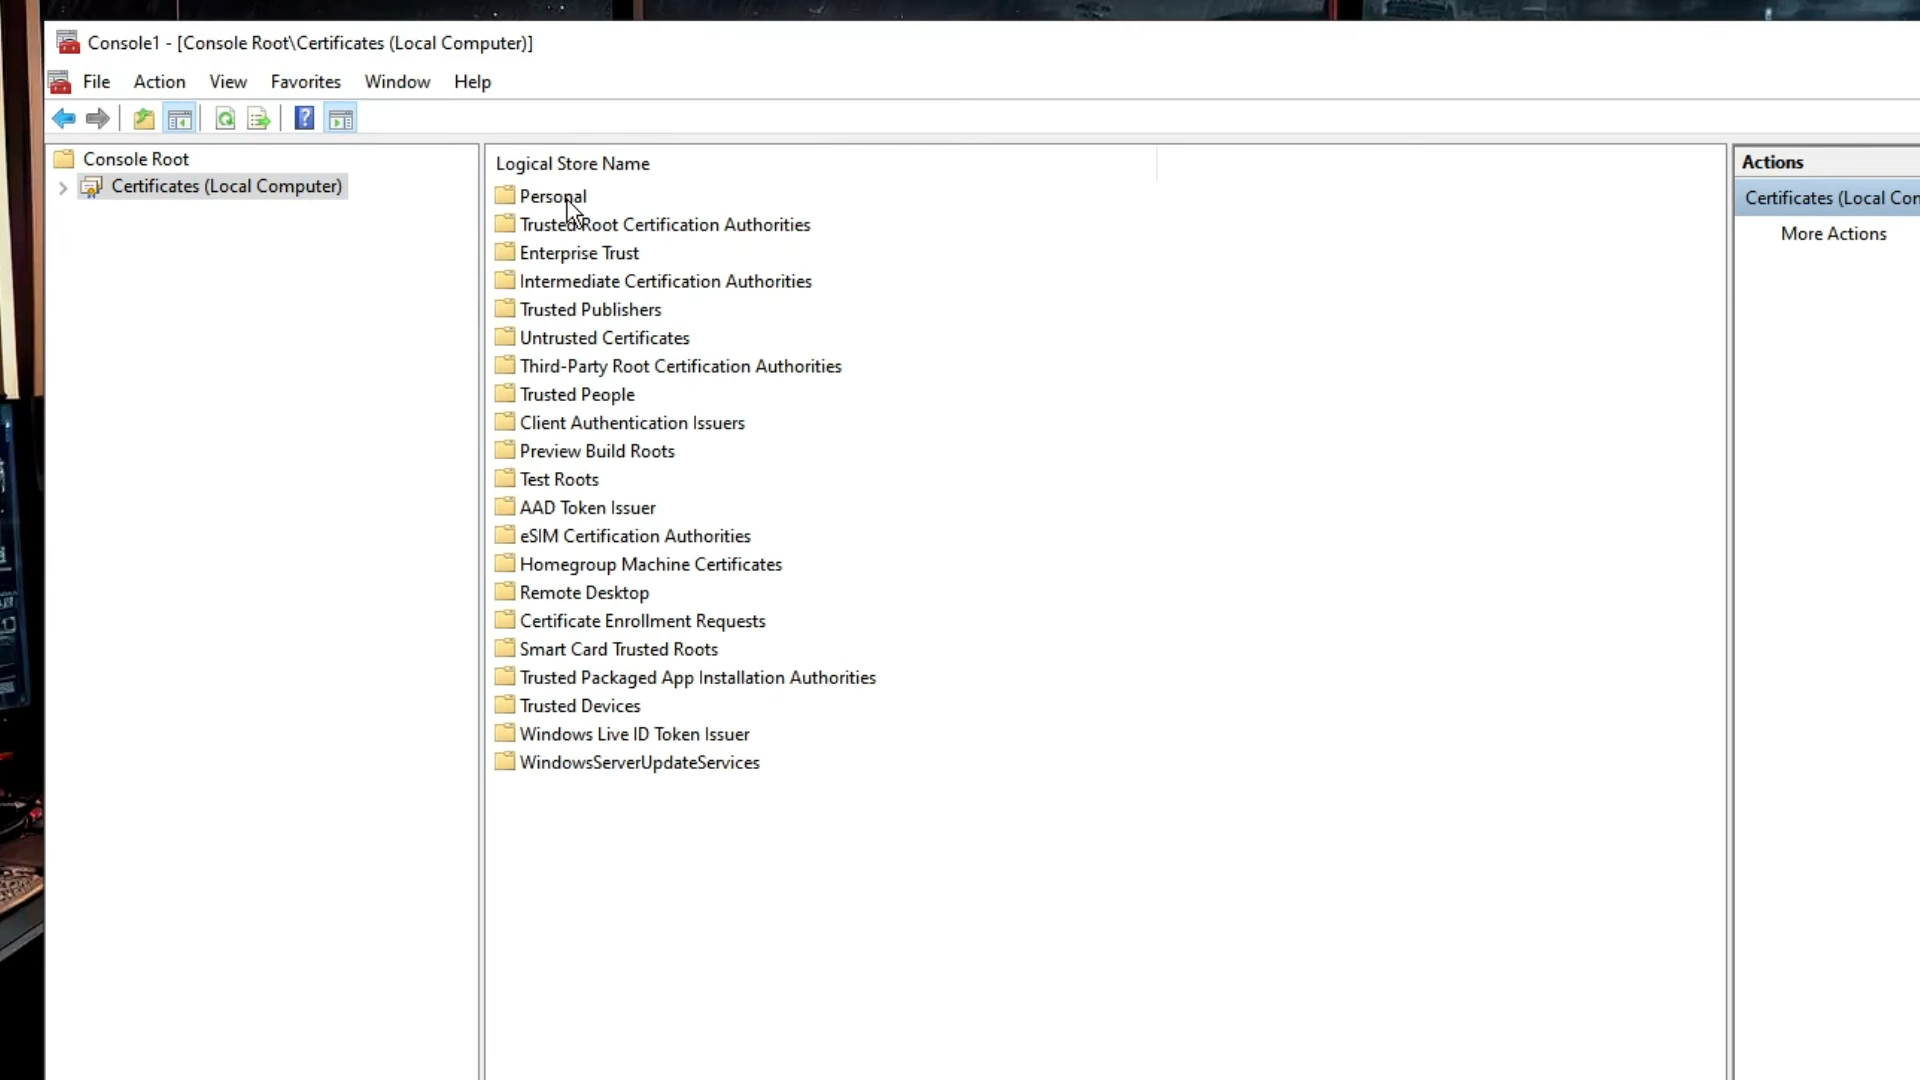 Console1 - [Console Root\Certificates (Local Computer)]
File Action View Favorites Window Help
Console Root
Certificates (Local Computer)
Logical Store Name
Personal
Trusted Root Certification Authorities
Enterprise Trust
Intermediate Certification Authorities
Trusted Publishers
Untrusted Certificates
Third-Party Root Certification Authorities
Trusted People
Client Authentication Issuers
Preview Build Roots
Test Roots
AAD Token Issuer
eSIM Certification Authorities
Homegroup Machine Certificates
Remote Desktop
Certificate Enrollment Requests
Smart Card Trusted Roots
Trusted Packaged App Installation Authorities
Trusted Devices
Windows Live ID Token Issuer
WindowsServerUpdateServices
Actions
Certificates (Local Con
More Actions